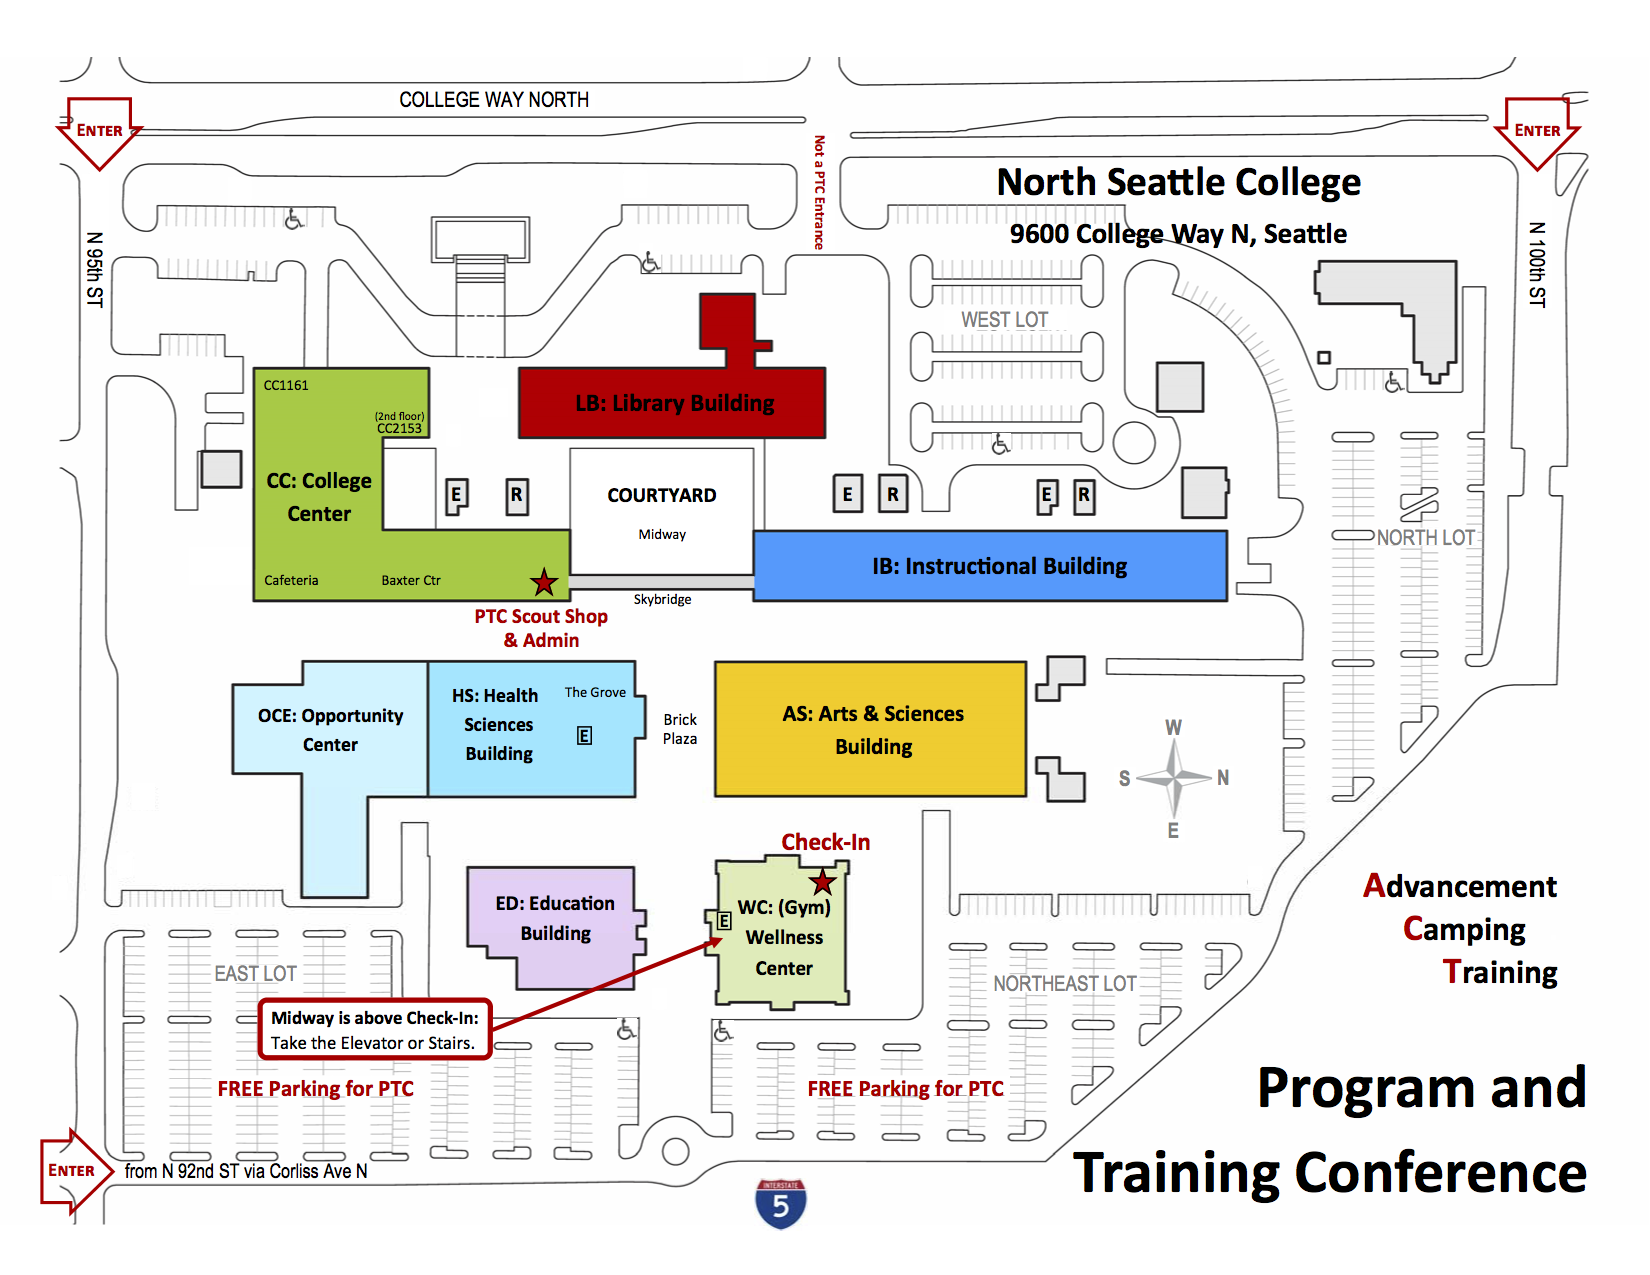 COLLEGE WAY NORTH
ENTER
ENTER
Not a PTC Entrance
North Seattle College
9600 College Way N, Seattle
N 95th ST
N 100th ST
WEST LOT
CC1161
(2nd floor)
CC2153
LB: Library Building
CC: College
Center
E
R
COURTYARD
Midway
E
R
E
R
NORTH LOT
IB: Instructional Building
Cafeteria
Baxter Ctr
Skybridge
PTC Scout Shop
& Admin
OCE: Opportunity
Center
HS: Health
Sciences
Building
The Grove
E
Brick
Plaza
AS: Arts & Sciences
Building
W
S
N
E
Check-In
ED: Education
Building
E
WC: (Gym)
Wellness
Center
Advancement
Camping
Training
EAST LOT
NORTHEAST LOT
Midway is above Check-In:
Take the Elevator or Stairs.
FREE Parking for PTC
FREE Parking for PTC
Program and
Training Conference
ENTER
from N 92nd ST via Corliss Ave N
INTERSTATE
5